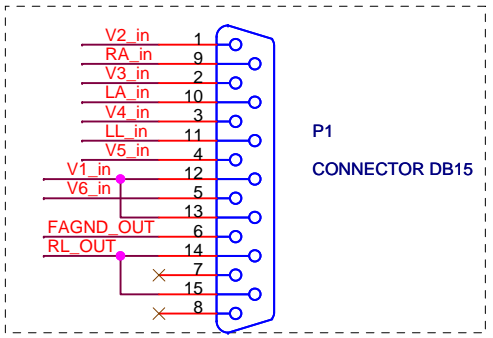 V2_in 1
RA_in 9
V3_in 2
LA_in 10
V4_in 3
LL_in 11
V5_in 4
V1_in 12
V6_in 5
13
FAGND_OUT 6
RL_OUT 14
7
15
8
P1
CONNECTOR DB15